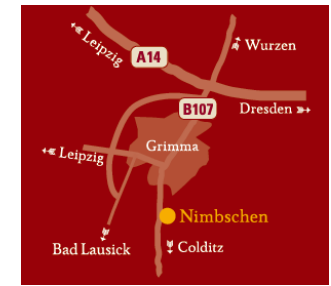 Leipzig
A14
Wurzen
B107
Dresden
Grimma
Leipzig
Nimbschen
Bad Lausick
Colditz